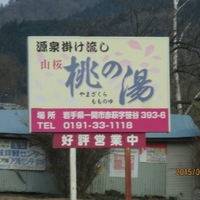 源泉掛け流し
山桜
桃の湯
やまざくら
もものゆ
場所 岩手県一関市赤荻字笹谷393-6
TEL 0191-33-1118
好評営業中
2015/0